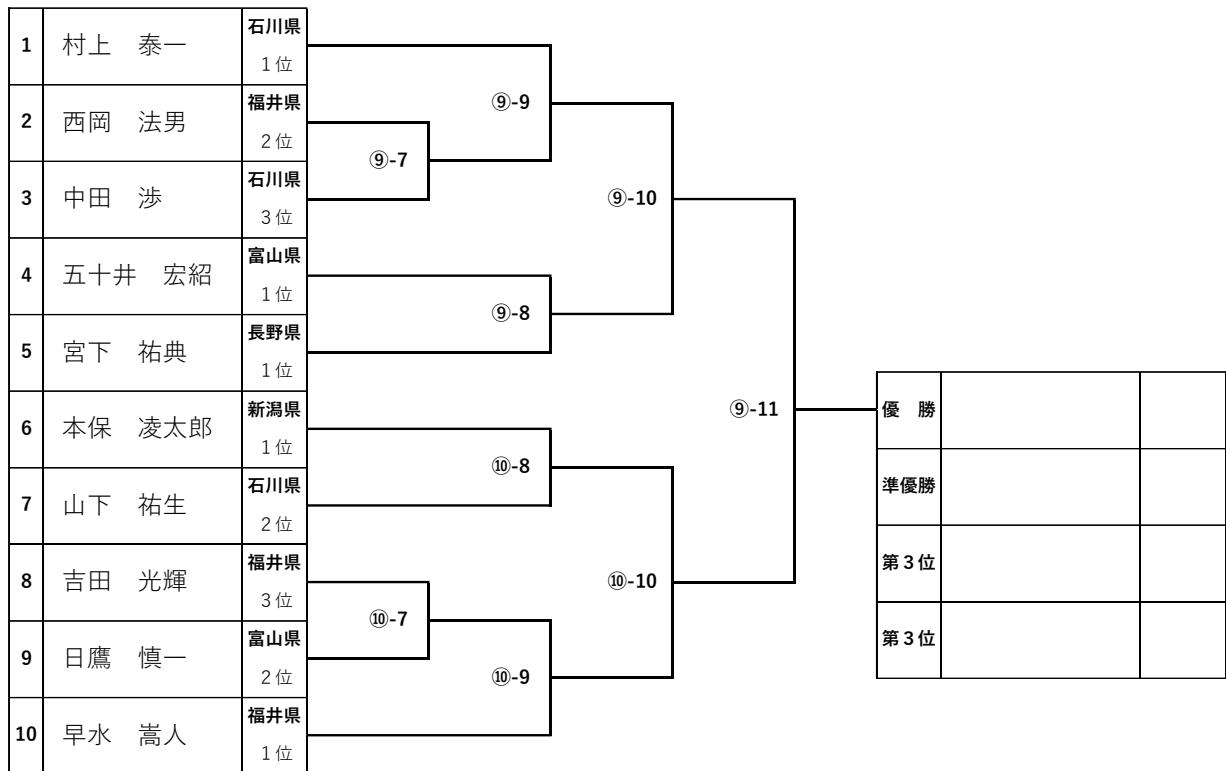 1 村上　泰一 石川県 1位
2 西岡　法男 福井県 2位
3 中田　渉 石川県 3位
4 五十井　宏紹 富山県 1位
5 宮下　祐典 長野県 1位
6 本保　凌太郎 新潟県 1位
7 山下　祐生 石川県 2位
8 吉田　光輝 福井県 3位
9 日鷹　慎一 富山県 2位
10 早水　嵩人 福井県 1位
⑨-9
⑨-7
⑨-10
⑨-8
⑨-11
⑩-8
⑩-10
⑩-7
⑩-9
優　勝
準優勝
第３位
第３位